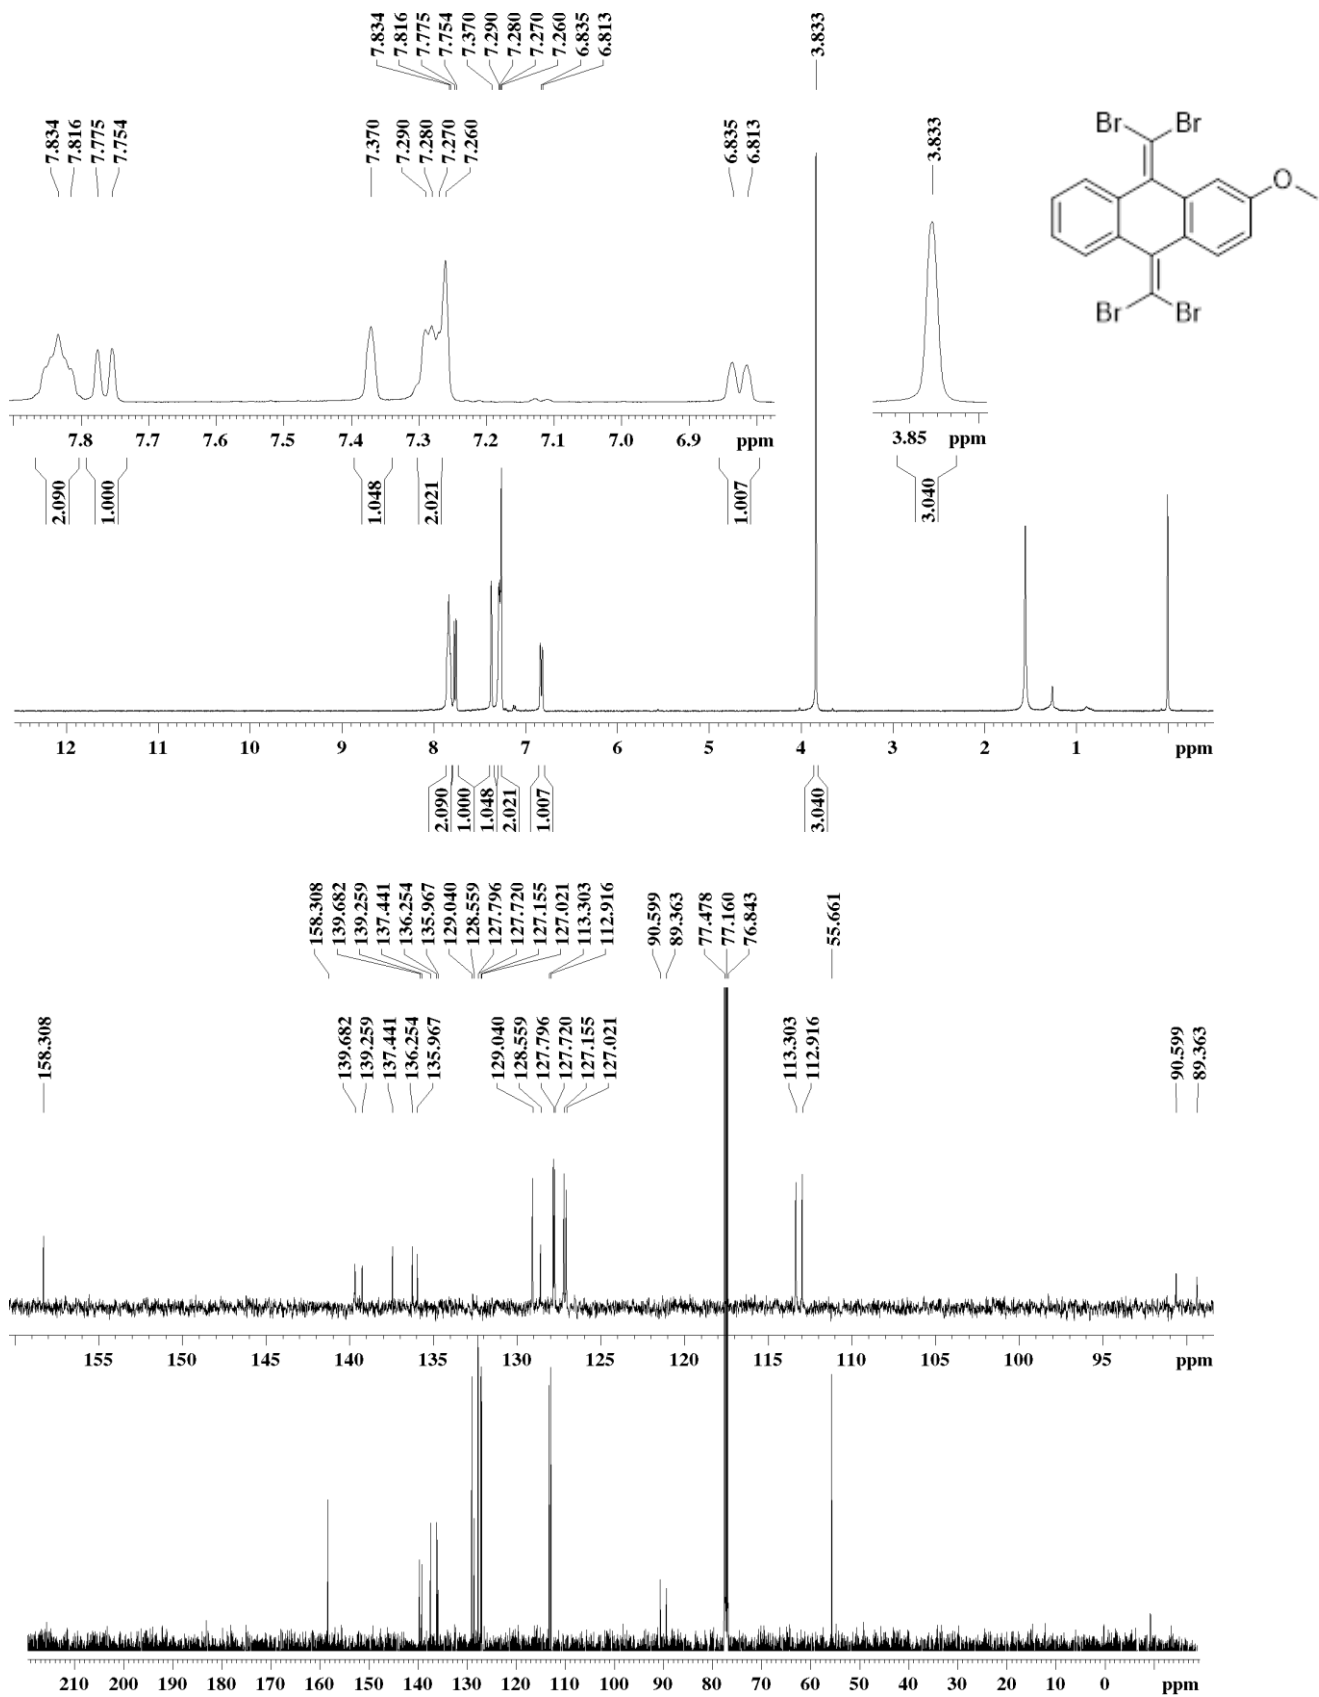 7.834 7.816 7.775 7.754 7.370 7.290 7.280 7.270 7.260 6.835 6.813 3.833
7.834 7.816 7.775 7.754 7.370 7.290 7.280 7.270 7.260 6.835 6.813 3.833
Br Br
O
Br Br
7.8 7.7 7.6 7.5 7.4 7.3 7.2 7.1 7.0 6.9 ppm 3.85 ppm
2.090 1.000 1.048 2.021 1.007 3.040
12 11 10 9 8 7 6 5 4 3 2 1 ppm
2.090 1.000 1.048 2.021 1.007 3.040
158.308 139.682 139.259 137.441 136.254 135.967 129.040 128.559 127.796 127.720 127.155 127.021 113.303 112.916 90.599 89.363 77.478 77.160 76.843 55.661
158.308 139.682 139.259 137.441 136.254 135.967 129.040 128.559 127.796 127.720 127.155 127.021 113.303 112.916 90.599 89.363
155 150 145 140 135 130 125 120 115 110 105 100 95 ppm
210 200 190 180 170 160 150 140 130 120 110 100 90 80 70 60 50 40 30 20 10 0 ppm